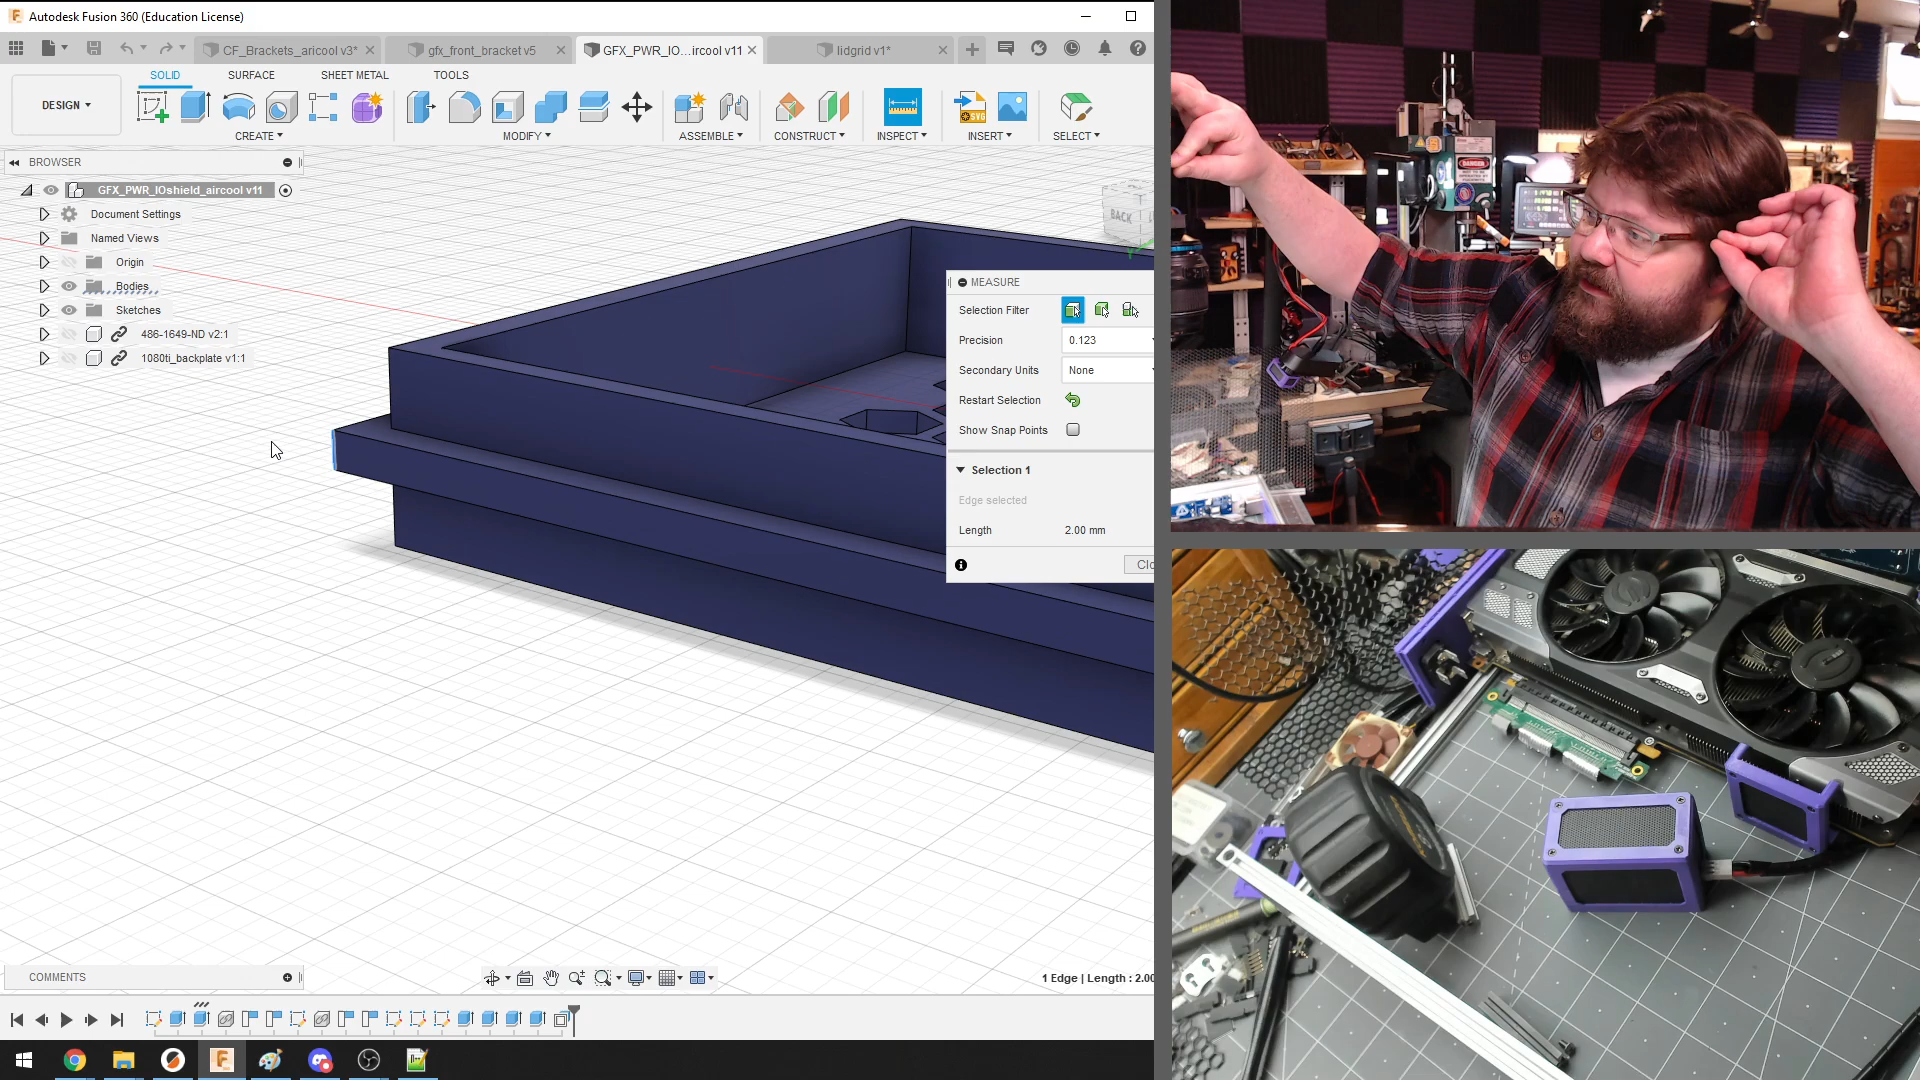 Autodesk Fusion 360 (Education License)
CF_Brackets_aricool v3*
gfx_front_bracket v5
GFX_PWR_IO...ircool v11
lidgrid v1*
SOLID
SURFACE
SHEET METAL
TOOLS
DESIGN
CREATE
MODIFY
ASSEMBLE
CONSTRUCT
INSPECT
INSERT
SELECT
BROWSER
GFX_PWR_IOshield_aircool v11
Document Settings
Named Views
Origin
Bodies
Sketches
486-1649-ND v2:1
1080ti_backplate v1:1
BACK
MEASURE
Selection Filter
Precision
0.123
Secondary Units
None
Restart Selection
Show Snap Points
Selection 1
Edge selected
Length
2.00 mm
Clo
COMMENTS
1 Edge | Length : 2.00
DANGER